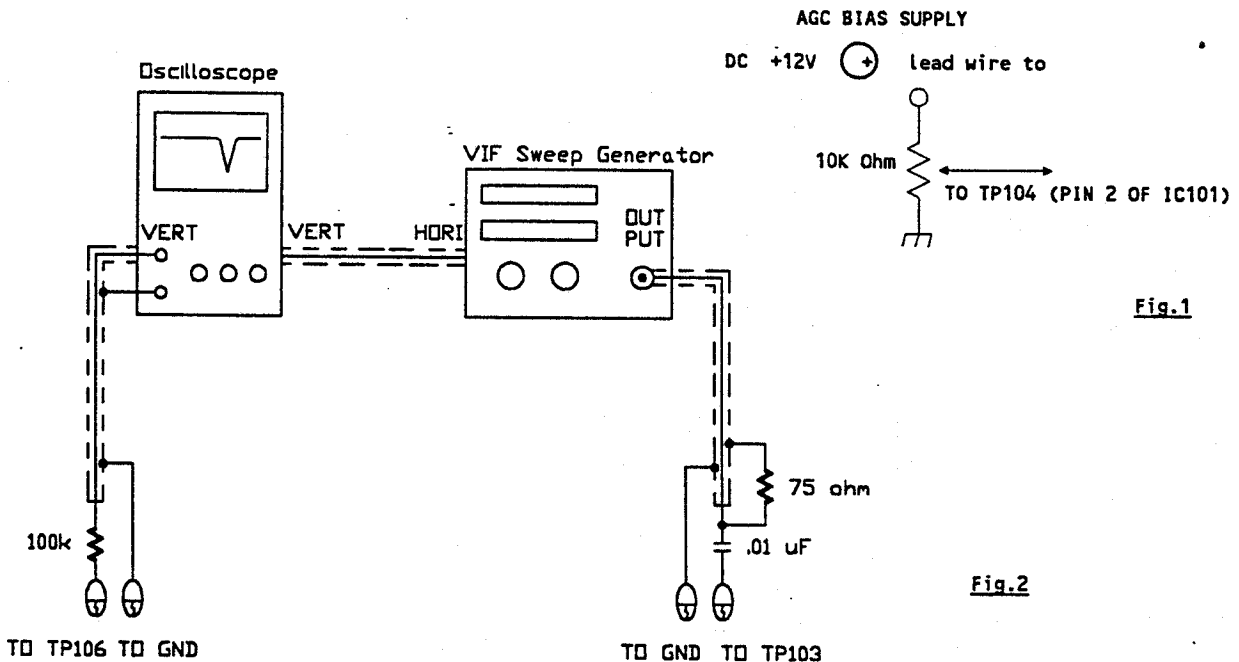 AGC BIAS SUPPLY
DC +12V + lead wire to
10K Ohm
TO TP104 (PIN 2 OF IC101)
Fig.1
Oscilloscope
VERT
VERT
HORI
VIF Sweep Generator
OUT
PUT
75 ohm
.01 uF
100k
TO TP106 TO GND
TO GND TO TP103
Fig.2